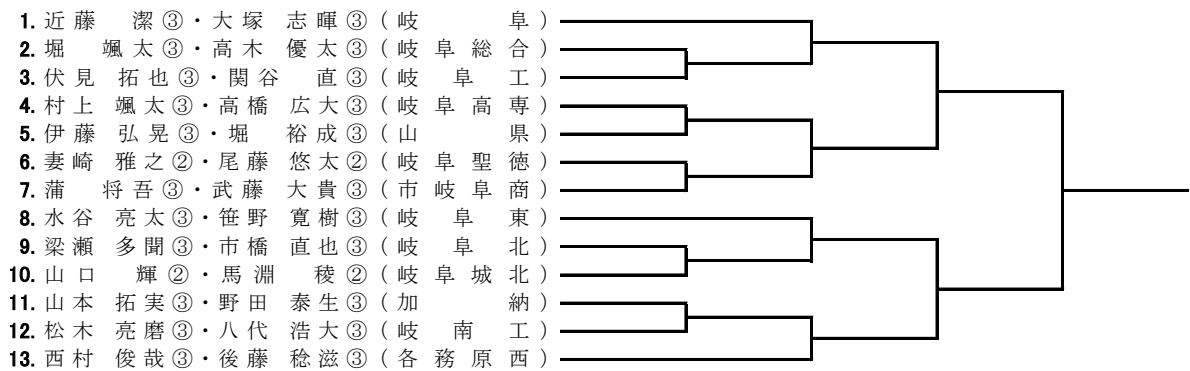 1. 近藤 潔③・大塚 志暉③(岐阜)
2. 堀 颯太③・高木 優太③(岐阜総合)
3. 伏見 拓也③・関谷 直③(岐阜工)
4. 村上 颯太③・高橋 広大③(岐阜高専)
5. 伊藤 弘晃③・堀 裕成③(山県)
6. 妻崎 雅之②・尾藤 悠太②(岐阜聖徳)
7. 蒲 将吾③・武藤 大貴③(市岐阜商)
8. 水谷 亮太③・笹野 寛樹③(岐阜東)
9. 梁瀬 多聞③・市橋 直也③(岐阜北)
10. 山口 輝②・馬淵 稜②(岐阜城北)
11. 山本 拓実③・野田 泰生③(加納)
12. 松木 亮磨③・八代 浩大③(岐南工)
13. 西村 俊哉③・後藤 稔滋③(各務原西)